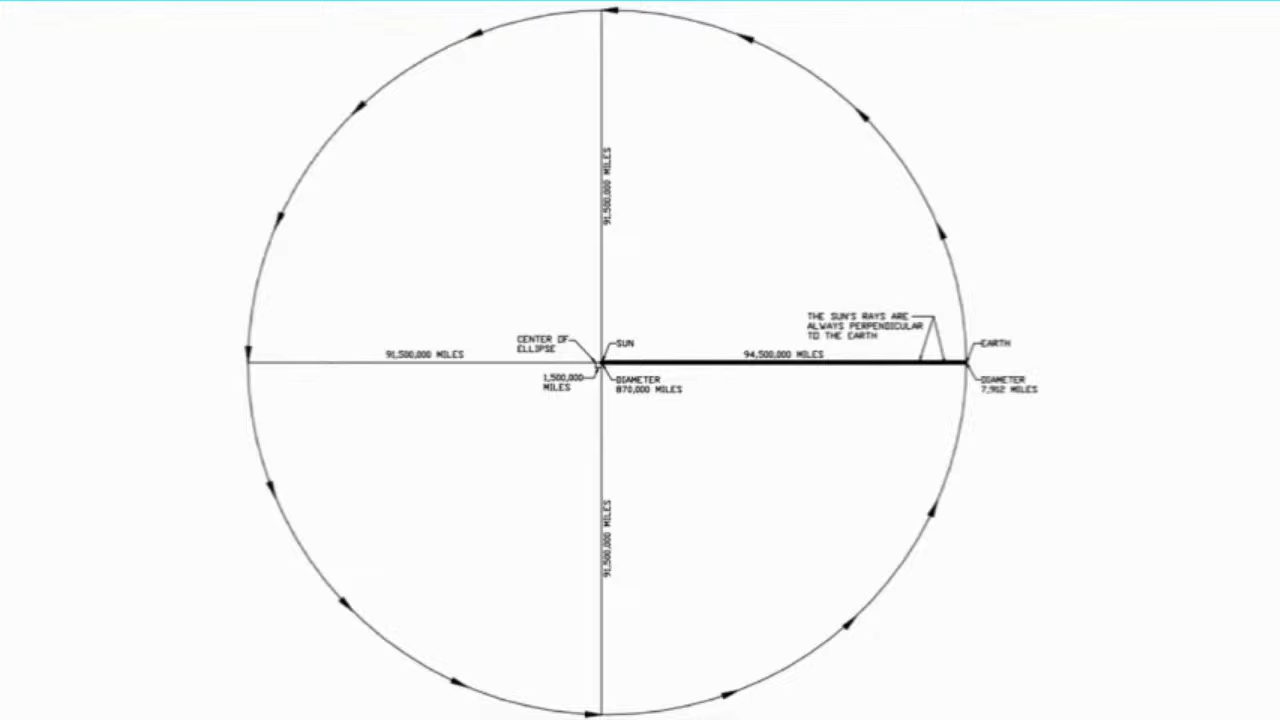 91,500,000 MILES
THE SUN'S RAYS ARE
ALWAYS PERPENDICULAR
TO THE EARTH
CENTER OF
ELLIPSE
SUN
EARTH
91,500,000 MILES
94,500,000 MILES
1,500,000
MILES
DIAMETER
870,000 MILES
DIAMETER
7,902 MILES
91,500,000 MILES